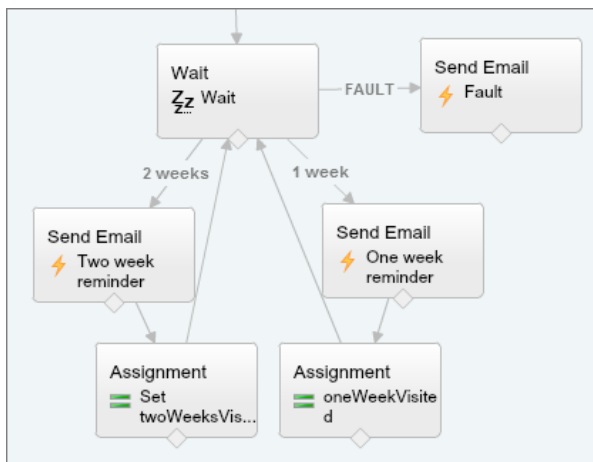 Wait
Zzz... Wait
FAULT
Send Email
Fault
2 weeks
1 week
Send Email
Two week
reminder
Send Email
One week
reminder
Assignment
Set
twoWeeksVis...
Assignment
oneWeekVisite
d